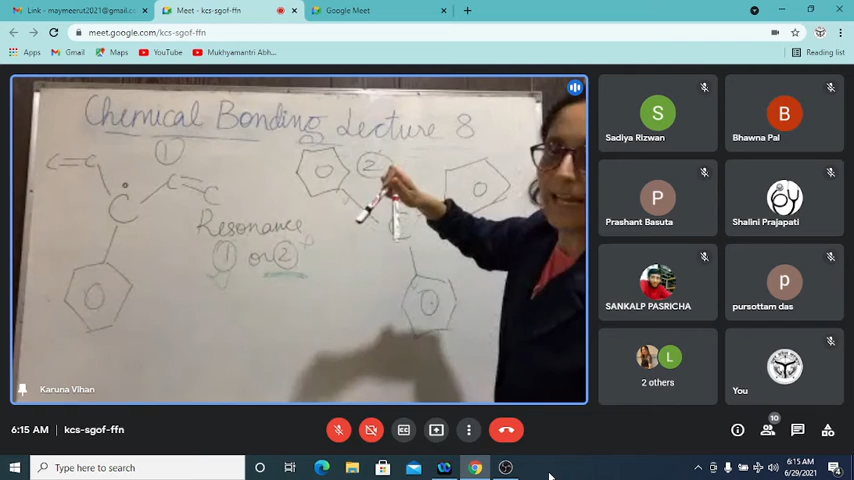 Link - maymeerut2021@gmail.co
Meet - kcs-sgof-ffn
Google Meet
meet.google.com/kcs-sgof-ffn
Apps
Gmail
Maps
YouTube
Mukhyamantri Abh...
Reading list
Chemical Bonding Lecture 8
1
2
C=C
C=C
C
Resonance
1 or 2
Karuna Vihan
S
Sadiya Rizwan
B
Bhawna Pal
P
Prashant Basuta
S
Shalini Prajapati
SANKALP PASRICHA
p
pursottam das
L
2 others
You
6:15 AM
kcs-sgof-ffn
CC
10
Type here to search
6:15 AM
6/29/2021
4